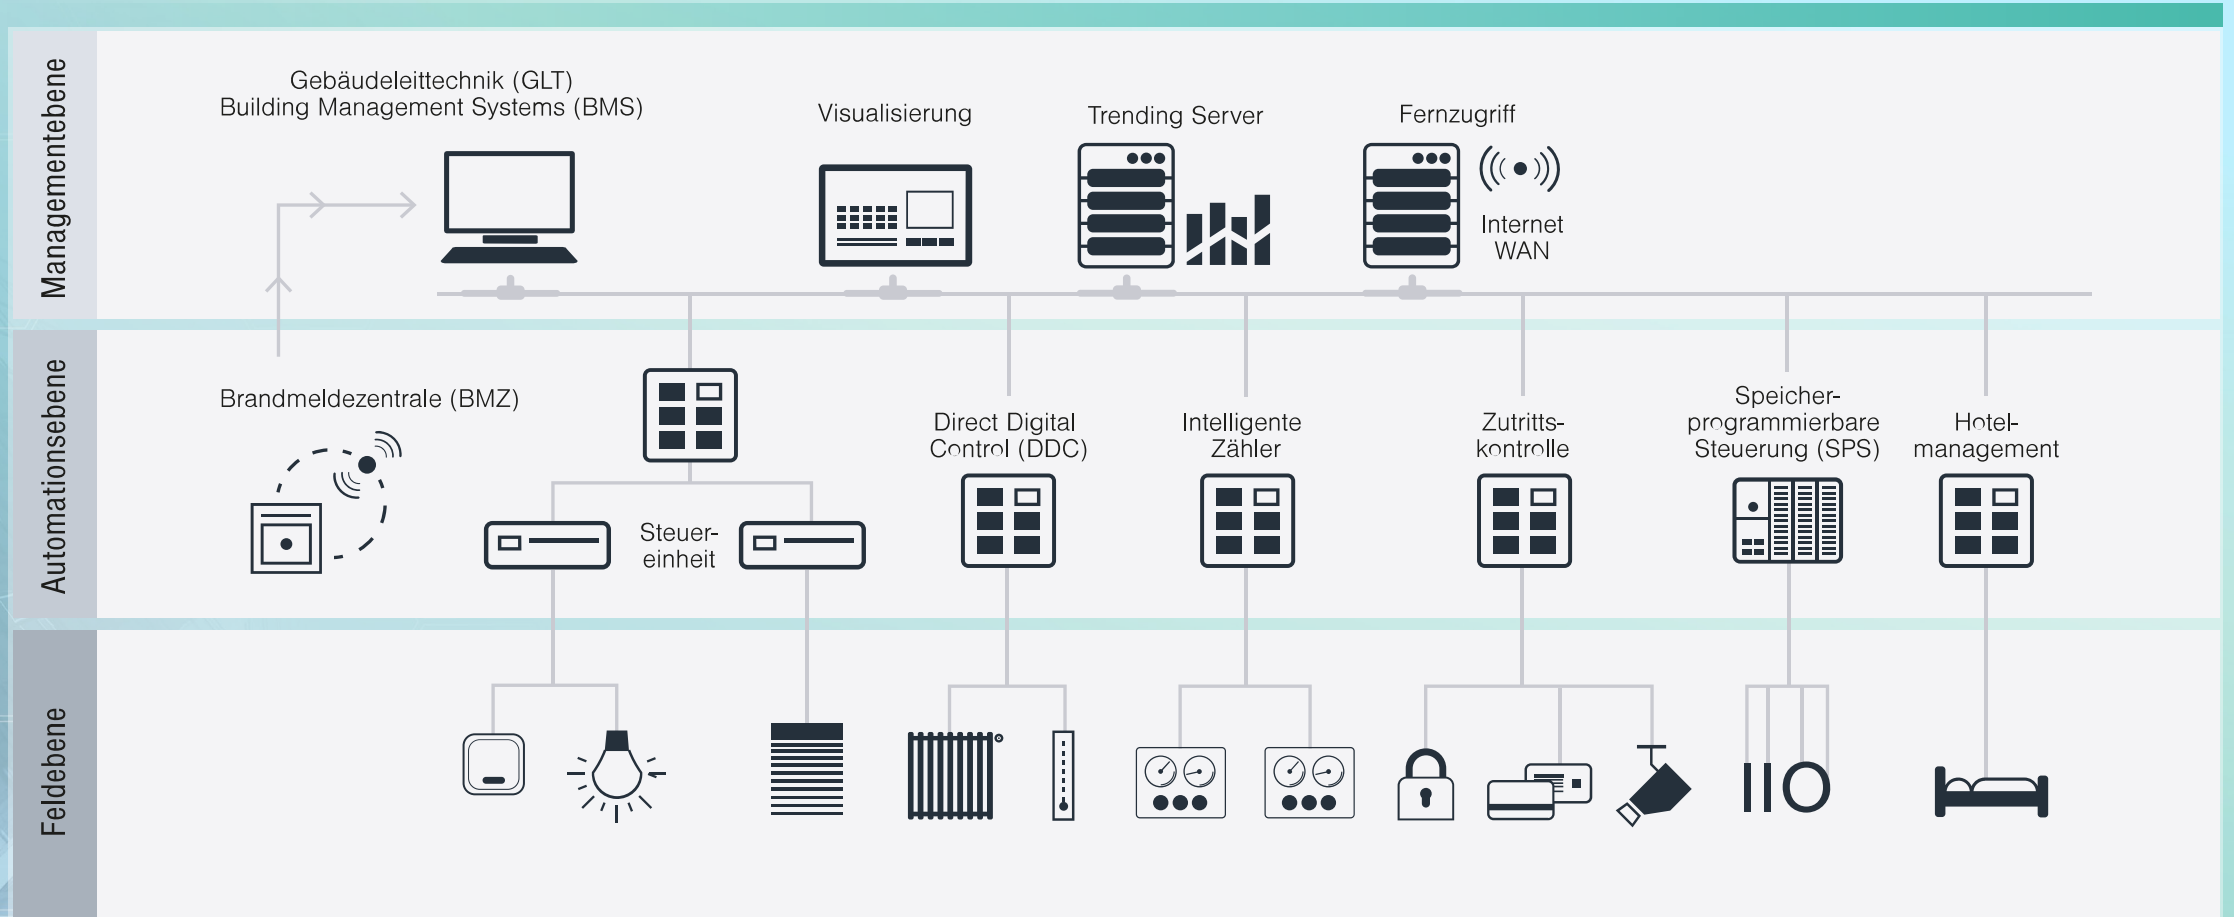 Managementebene
Gebäudeleittechnik (GLT)
Building Management Systems (BMS)
Visualisierung
Trending Server
Fernzugriff
Internet
WAN
Automationsebene
Brandmeldezentrale (BMZ)
Steuer-
einheit
Direct Digital
Control (DDC)
Intelligente
Zähler
Zutritts-
kontrolle
Speicher-
programmierbare
Steuerung (SPS)
Hotel-
management
Feldebene